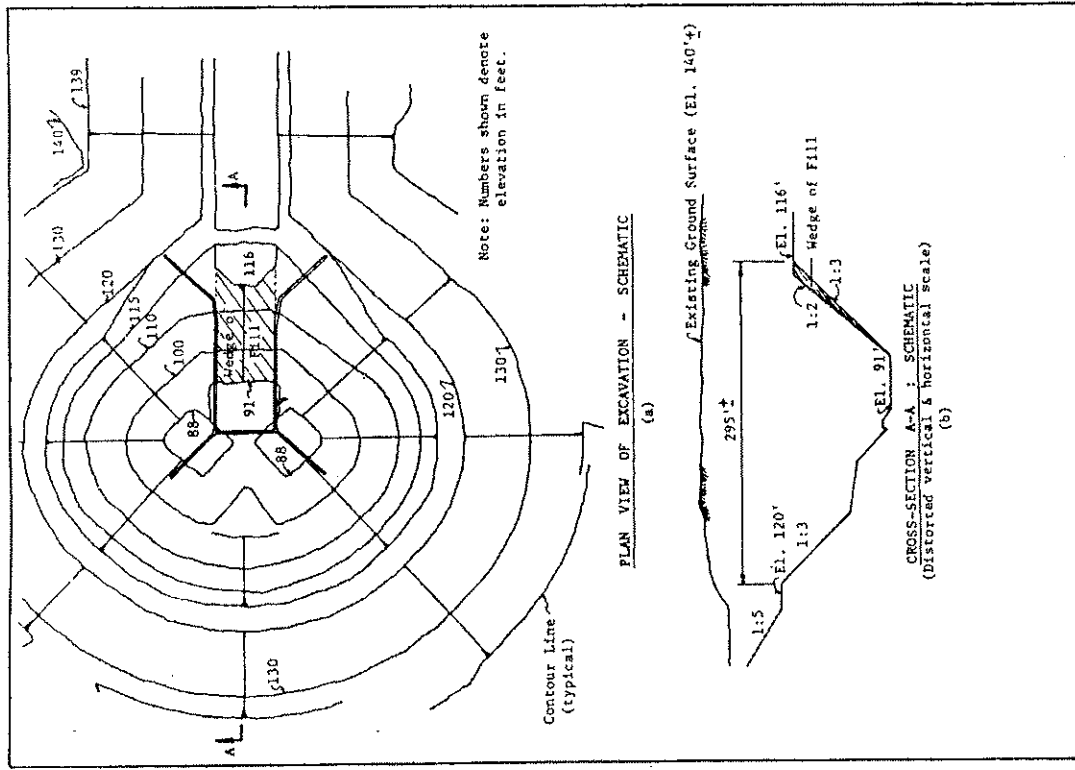 140'
139
130
120
115
110
100
88
91
88
Wedge of
Fill
116
A
A
130
120
130
Note: Numbers shown denote
elevation in feet.
Contour Line
(typical)
PLAN VIEW OF EXCAVATION - SCHEMATIC
(a)
Existing Ground Surface (El. 140'±)
295'±
El. 120'
1:5
1:3
El. 91'
El. 116'
Wedge of Fill
1:2
1:3
CROSS-SECTION A-A : SCHEMATIC
(Distorted vertical & horizontal scale)
(b)